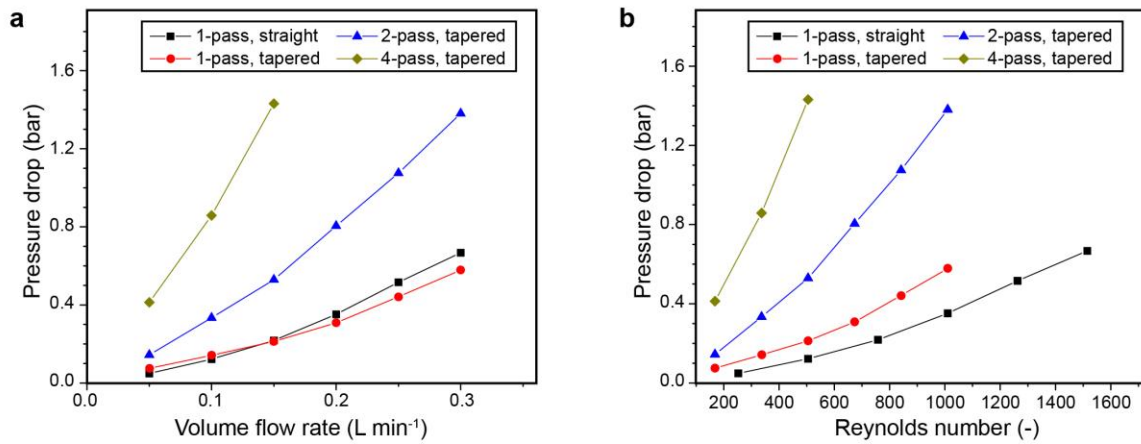 a
1-pass, straight
2-pass, tapered
1-pass, tapered
4-pass, tapered
1.6
1.2
0.8
0.4
0.0
Pressure drop (bar)
0.0 0.1 0.2 0.3
Volume flow rate (L min⁻¹)
b
1-pass, straight
2-pass, tapered
1-pass, tapered
4-pass, tapered
1.6
1.2
0.8
0.4
0.0
Pressure drop (bar)
200 400 600 800 1000 1200 1400 1600
Reynolds number (-)